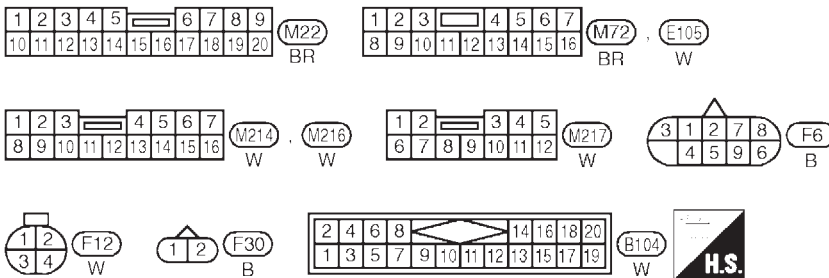 1 2 3 4 5 6 7 8 9 M22 1 2 3 4 5 6 7 M72 , E105
10 11 12 13 14 15 16 17 18 19 20 BR 8 9 10 11 12 13 14 15 16 BR W
1 2 3 4 5 6 7 M214 , M216 1 2 3 4 5 M217 3 1 2 7 8 F6
8 9 10 11 12 13 14 15 16 W W 6 7 8 9 10 11 12 W 4 5 9 6 B
1 2 F12 1 2 F30 2 4 6 8 14 16 18 20 B104
3 4 W B 1 3 5 7 9 10 11 12 13 15 17 19 W H.S.